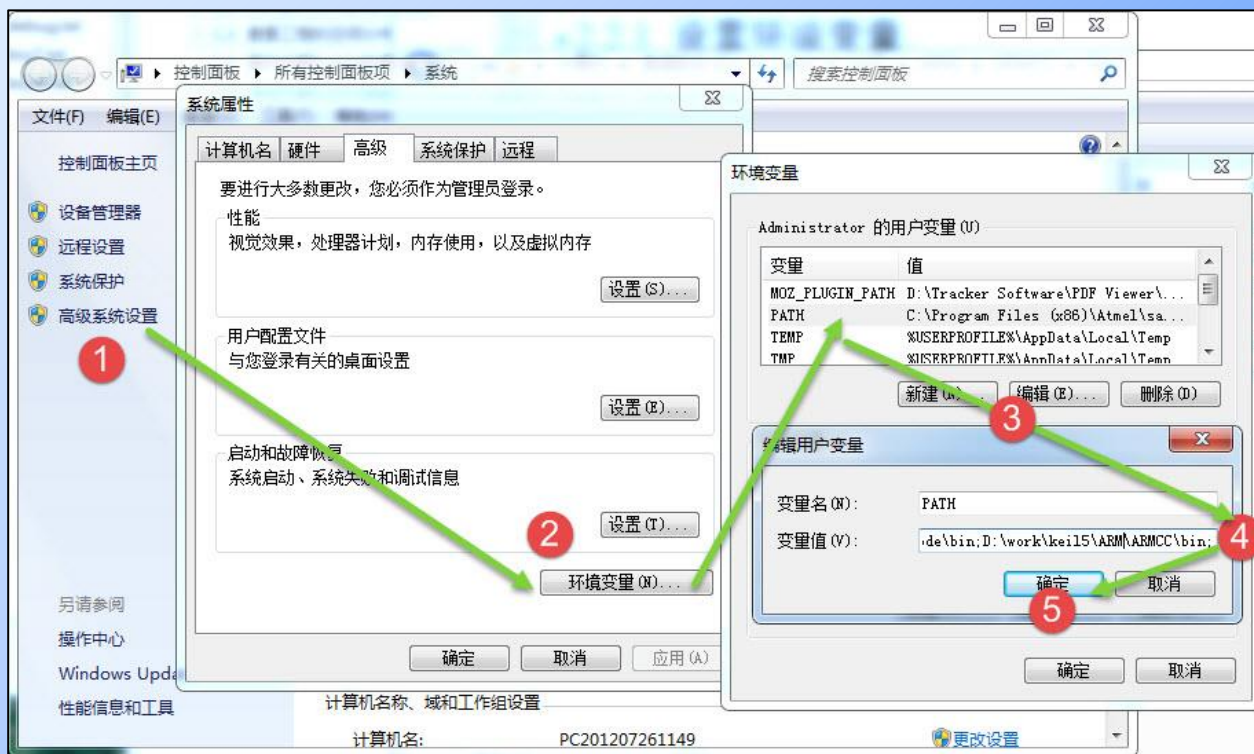 控制面板 ▸ 所有控制面板项 ▸ 系统
搜索控制面板
文件(F) 编辑(E)
控制面板主页
设备管理器
远程设置
系统保护
高级系统设置
1
另请参阅
操作中心
Windows Upda
性能信息和工具
系统属性
计算机名 硬件 高级 系统保护 远程
要进行大多数更改，您必须作为管理员登录。
性能
视觉效果，处理器计划，内存使用，以及虚拟内存
设置(S)...
用户配置文件
与您登录有关的桌面设置
设置(E)...
启动和故障恢复
系统启动、系统失败和调试信息
设置(T)...
2
环境变量(N)...
确定 取消 应用(A)
计算机名称、域和工作组设置
计算机名: PC201207261149 更改设置
环境变量
Administrator 的用户变量(U)
变量 值
MOZ_PLUGIN_PATH D:\Tracker Software\PDF Viewer\...
PATH C:\Program Files (x86)\Atmel\sa...
TEMP %USERPROFILE%\AppData\Local\Temp
TMP %USERPROFILE%\AppData\Local\Temp
新建(N)... 编辑(E)... 删除(D)
3
编辑用户变量
变量名(N): PATH
变量值(V): de\bin;D:\work\keil5\ARM\ARMCC\bin;
4
确定 取消
5
确定 取消